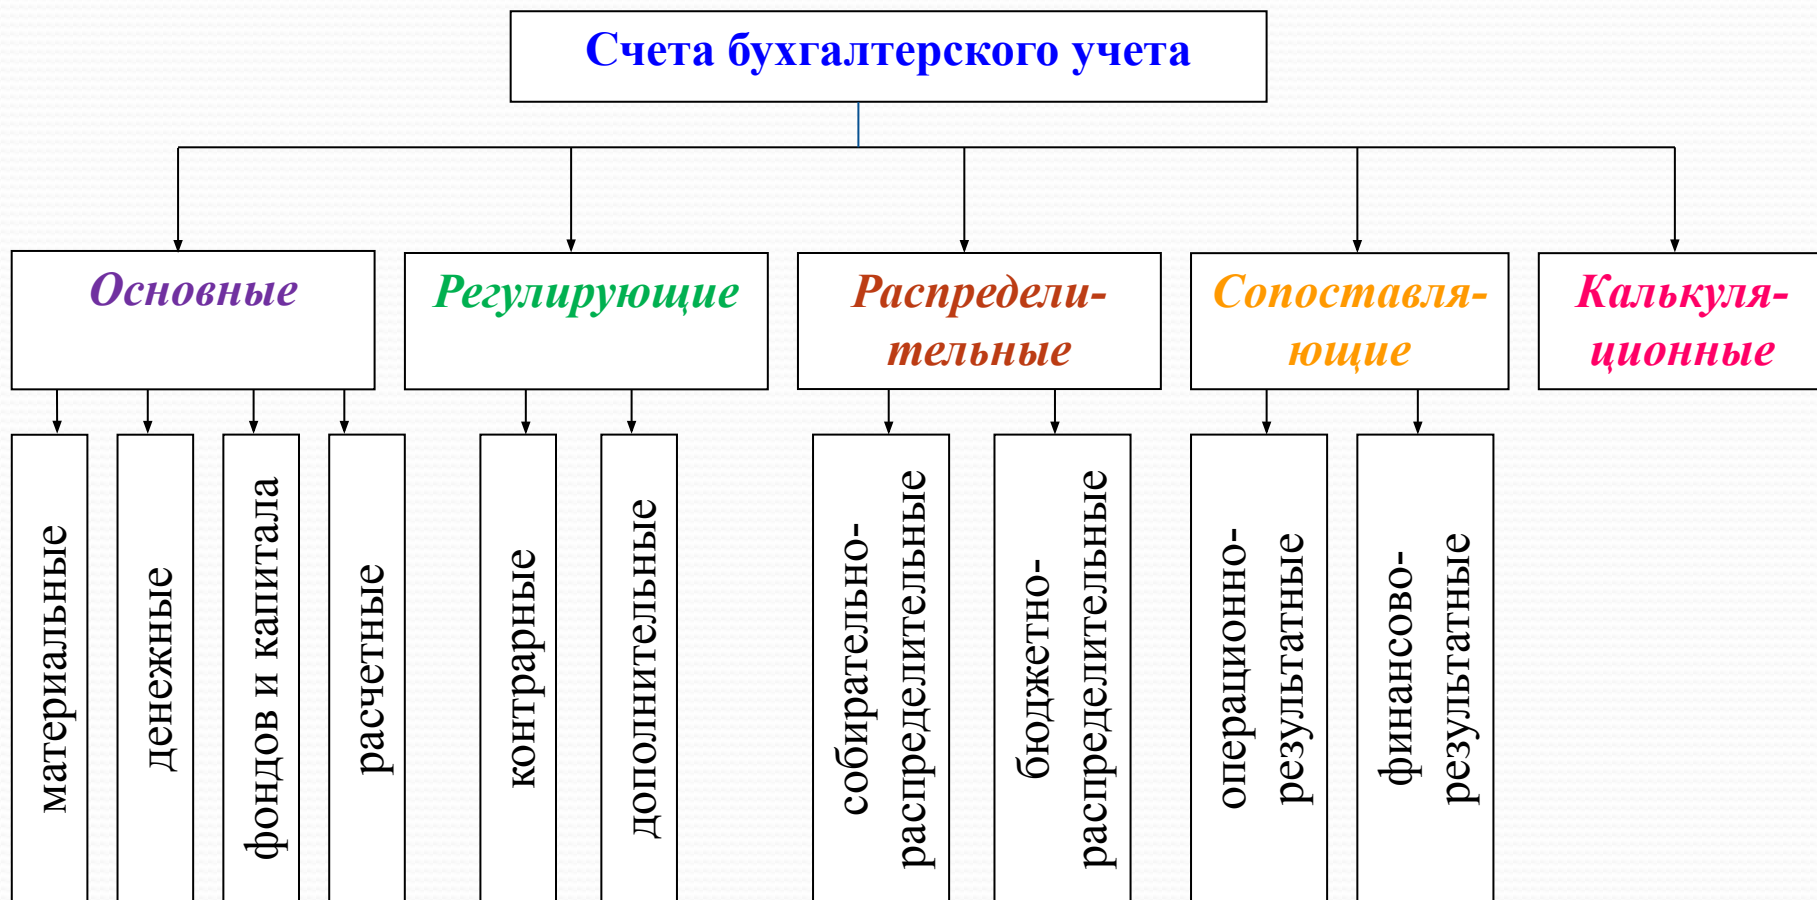 Счета бухгалтерского учета
Основные
Регулирующие
Распредели-
тельные
Сопоставля-
ющие
Калькуля-
ционные
материальные
денежные
фондов и капитала
расчетные
контрарные
дополнительные
собирательно-
распределительные
бюджетно-
распределительные
операционно-
результатные
финансово-
результатные